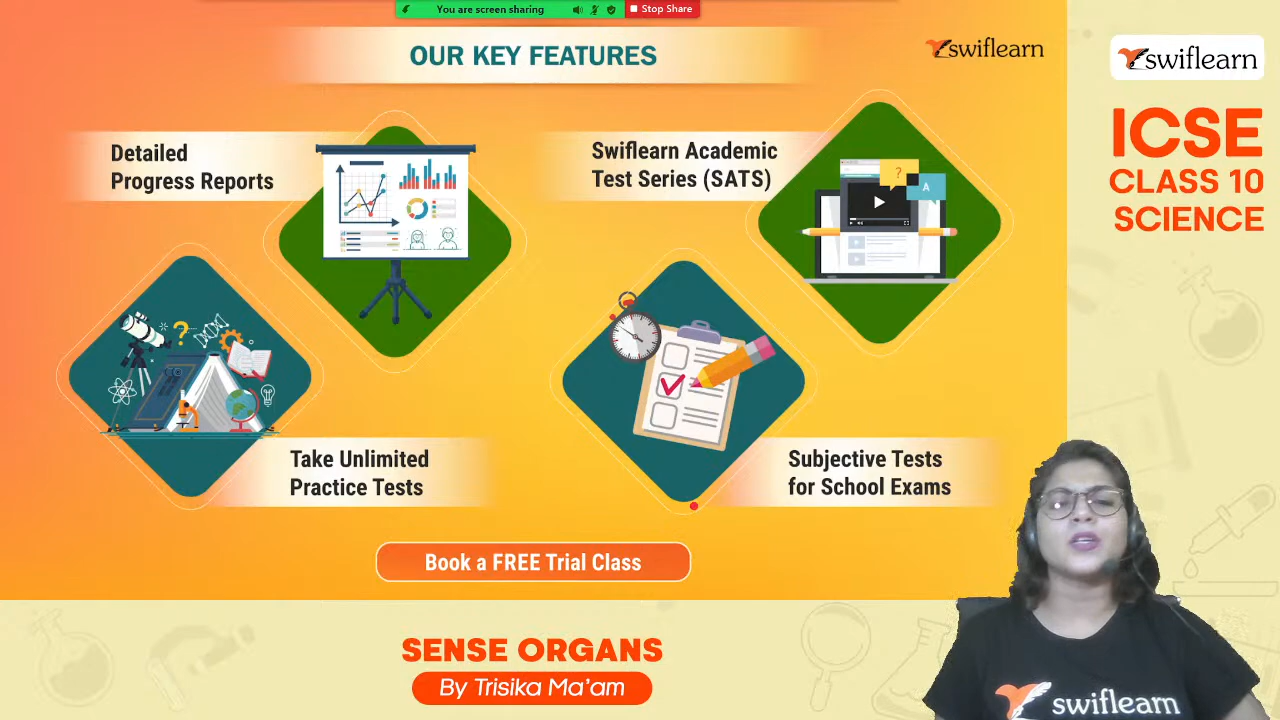 You are screen sharing
Stop Share
OUR KEY FEATURES
swiflearn
swiflearn
ICSE
CLASS 10
SCIENCE
Detailed
Progress Reports
Swiflearn Academic
Test Series (SATS)
?
A
?
Take Unlimited
Practice Tests
Subjective Tests
for School Exams
Book a FREE Trial Class
SENSE ORGANS
By Trisika Ma'am
swiflearn